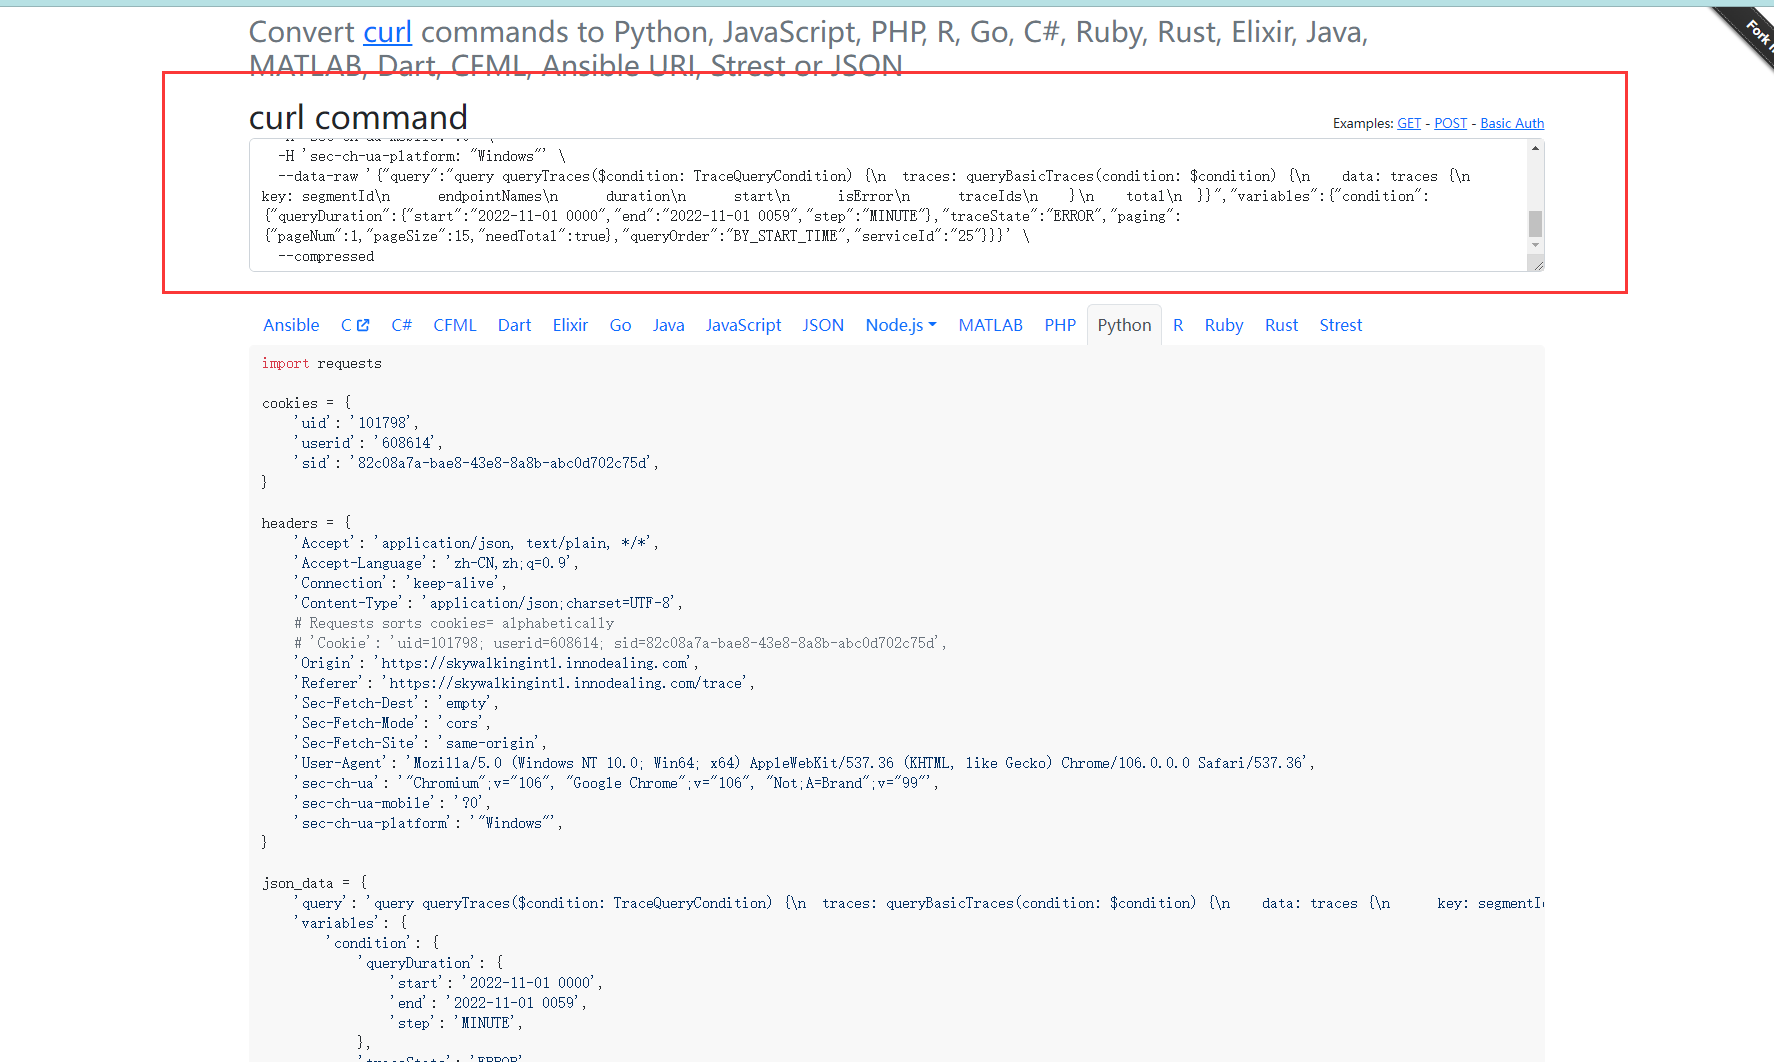 Convert curl commands to Python, JavaScript, PHP, R, Go, C#, Ruby, Rust, Elixir, Java,
MATLAB, Dart, CFML, Ansible URI, Strest or JSON
Fork
curl command
Examples: GET - POST - Basic Auth
-H 'sec-ch-ua-platform: "Windows"' \
--data-raw '{"query":"query queryTraces($condition: TraceQueryCondition) {\n  traces: queryBasicTraces(condition: $condition) {\n    data: traces {\n
key: segmentId\n      endpointNames\n      duration\n      start\n      isError\n      traceIds\n    }\n    total\n  }}","variables":{"condition":
{"queryDuration":{"start":"2022-11-01 0000","end":"2022-11-01 0059","step":"MINUTE"},"traceState":"ERROR","paging":
{"pageNum":1,"pageSize":15,"needTotal":true},"queryOrder":"BY_START_TIME","serviceId":"25"}}}' \
--compressed
Ansible C C# CFML Dart Elixir Go Java JavaScript JSON Node.js MATLAB PHP Python R Ruby Rust Strest
import requests
cookies = {
'uid': '101798',
'userid': '608614',
'sid': '82c08a7a-bae8-43e8-8a8b-abc0d702c75d',
}
headers = {
'Accept': 'application/json, text/plain, */*',
'Accept-Language': 'zh-CN,zh;q=0.9',
'Connection': 'keep-alive',
'Content-Type': 'application/json;charset=UTF-8',
# Requests sorts cookies= alphabetically
# 'Cookie': 'uid=101798; userid=608614; sid=82c08a7a-bae8-43e8-8a8b-abc0d702c75d',
'Origin': 'https://skywalkingintl.innodealing.com',
'Referer': 'https://skywalkingintl.innodealing.com/trace',
'Sec-Fetch-Dest': 'empty',
'Sec-Fetch-Mode': 'cors',
'Sec-Fetch-Site': 'same-origin',
'User-Agent': 'Mozilla/5.0 (Windows NT 10.0; Win64; x64) AppleWebKit/537.36 (KHTML, like Gecko) Chrome/106.0.0.0 Safari/537.36',
'sec-ch-ua': '"Chromium";v="106", "Google Chrome";v="106", "Not;A=Brand";v="99"',
'sec-ch-ua-mobile': '?0',
'sec-ch-ua-platform': '"Windows"',
}
json_data = {
'query': 'query queryTraces($condition: TraceQueryCondition) {\n  traces: queryBasicTraces(condition: $condition) {\n    data: traces {\n      key: segmentId
'variables': {
'condition': {
'queryDuration': {
'start': '2022-11-01 0000',
'end': '2022-11-01 0059',
'step': 'MINUTE',
},
'traceState': 'ERROR',